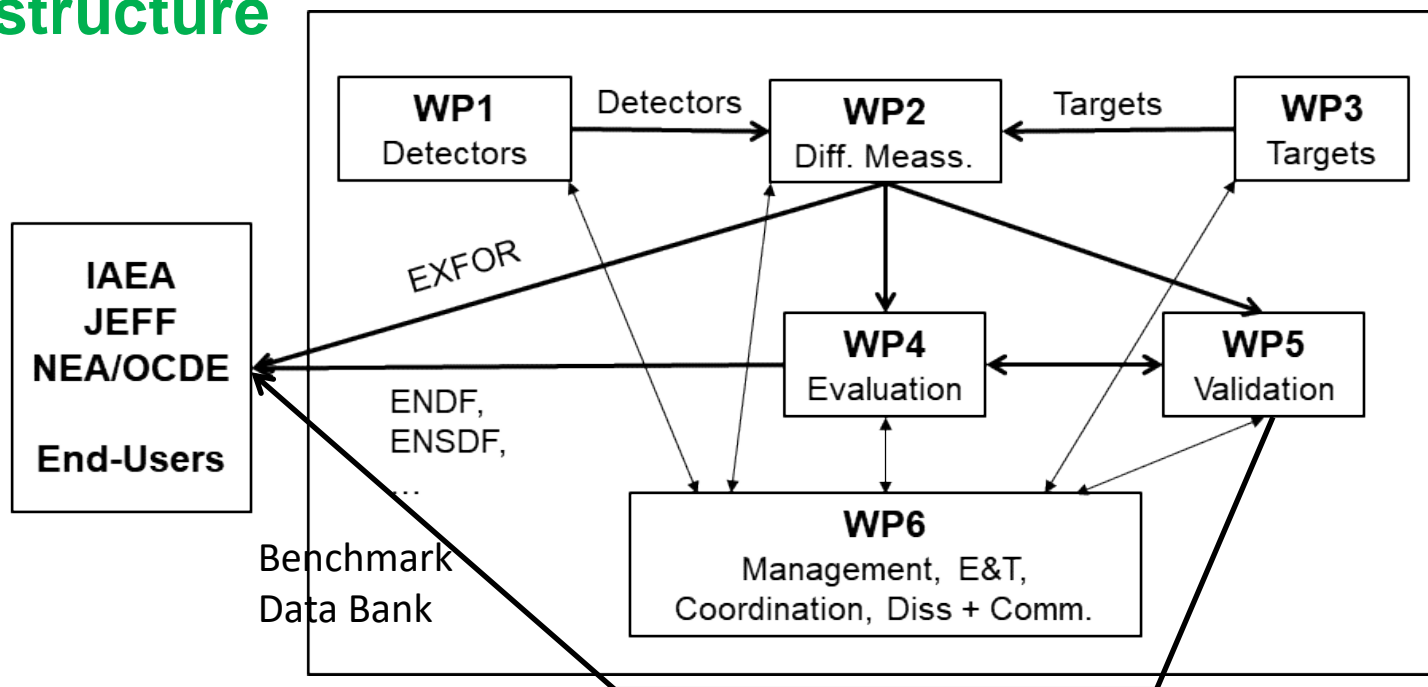 structure
WP1
Detectors
Detectors
WP2
Diff. Meass.
Targets
WP3
Targets
IAEA
JEFF
NEA/OCDE
End-Users
EXFOR
WP4
Evaluation
WP5
Validation
ENDF,
ENSDF,
...
Benchmark
Data Bank
WP6
Management, E&T,
Coordination, Diss + Comm.